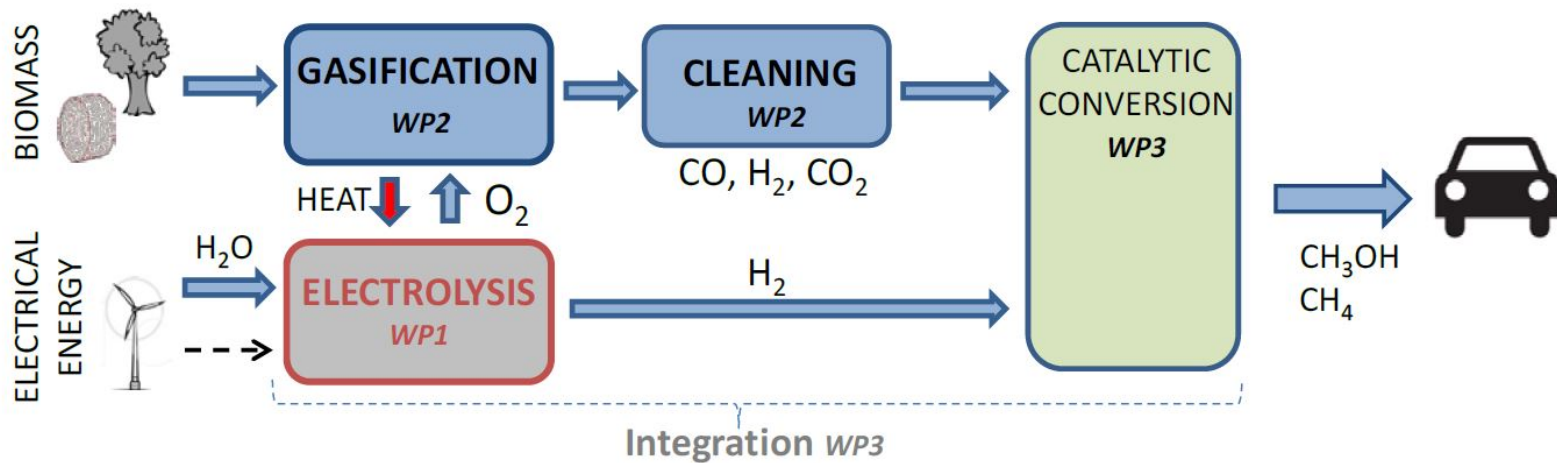 BIOMASS
GASIFICATION
WP2
CLEANING
WP2
CO, H₂, CO₂
CATALYTIC
CONVERSION
WP3
HEAT
O₂
ELECTRICAL
ENERGY
H₂O
ELECTROLYSIS
WP1
H₂
CH₃OH
CH₄
Integration WP3